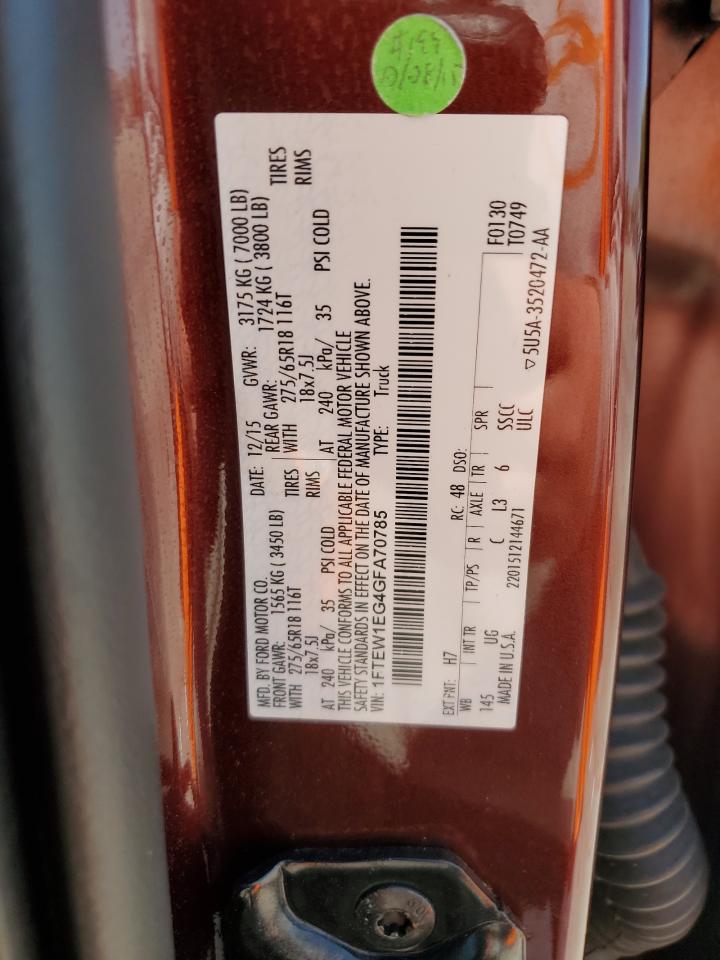 MFD. BY FORD MOTOR CO.
DATE: 12/15 GVWR: 3175 KG ( 7000 LB)
FRONT GAWR: 1565 KG ( 3450 LB)
REAR GAWR: 1724 KG ( 3800 LB)
WITH 275/65R18 116T TIRES
WITH 275/65R18 116T TIRES
18x7.5J RIMS
18x7.5J RIMS
AT 240 kPa/ 35 PSI COLD
AT 240 kPa/ 35 PSI COLD
THIS VEHICLE CONFORMS TO ALL APPLICABLE FEDERAL MOTOR VEHICLE
SAFETY STANDARDS IN EFFECT ON THE DATE OF MANUFACTURE SHOWN ABOVE.
VIN: 1FTEW1EG4GFA70785 TYPE: Truck
EXT PNT: H7 RC: 48 DSO: F0130
WB INT TR TP/PS R AXLE TR SPR T0749
145 UG C L3 6 SSCC
MADE IN U.S.A. 2201512144671 ULC
▽5U5A-3520472-AA